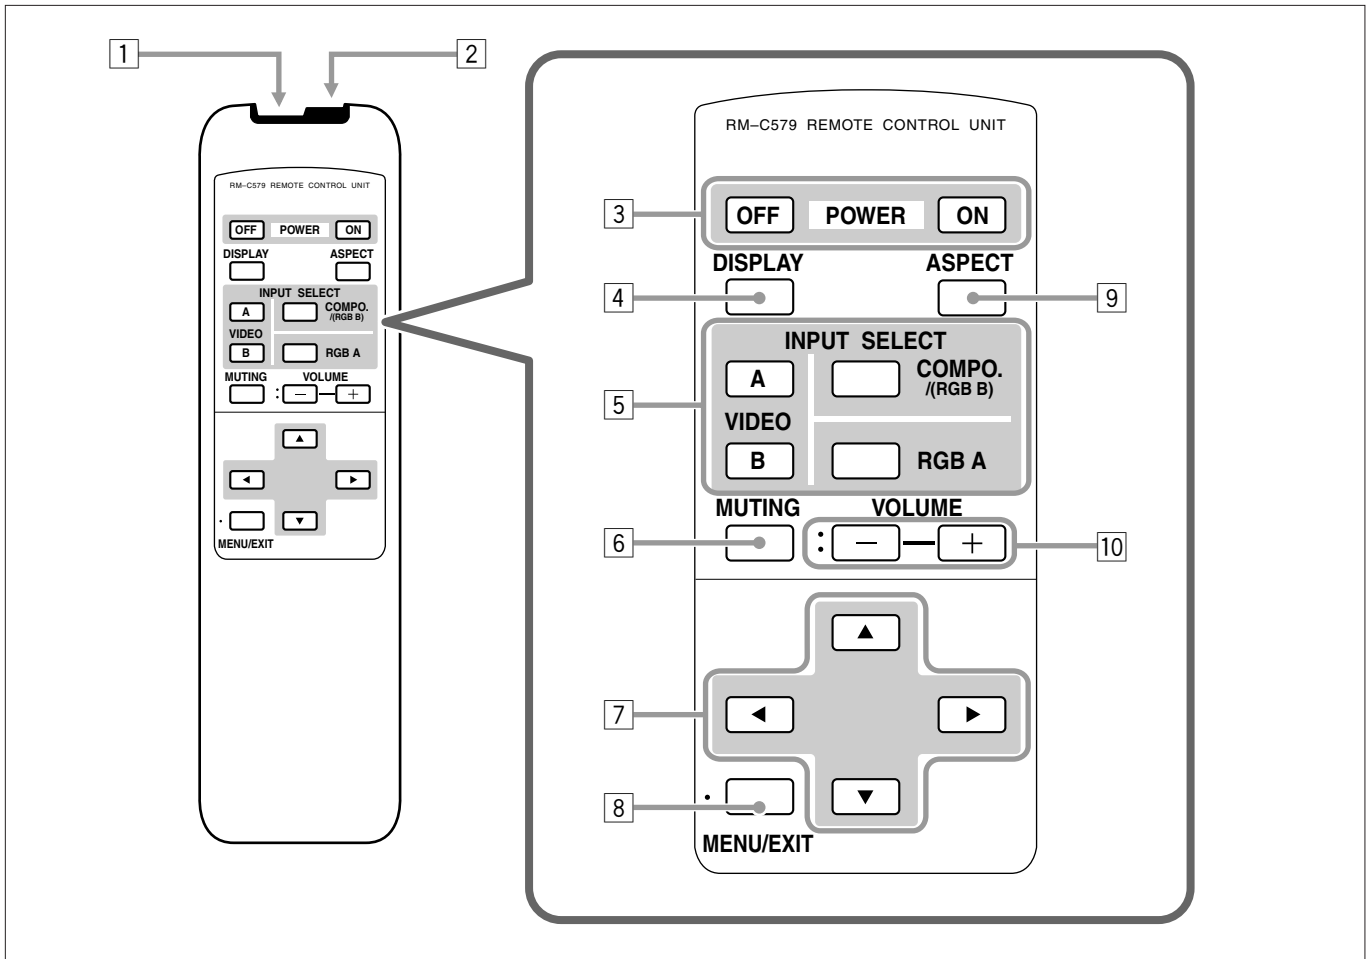 1
2
RM–C579 REMOTE CONTROL UNIT
OFF POWER ON
DISPLAY ASPECT
INPUT SELECT
A COMPO.
/(RGB B)
VIDEO
B RGB A
MUTING VOLUME
: − +
MENU/EXIT
RM–C579 REMOTE CONTROL UNIT
3 OFF POWER ON
DISPLAY ASPECT
4 9
INPUT SELECT
A COMPO.
/(RGB B)
5
VIDEO
B RGB A
MUTING VOLUME
6 : − + 10
7
8
MENU/EXIT